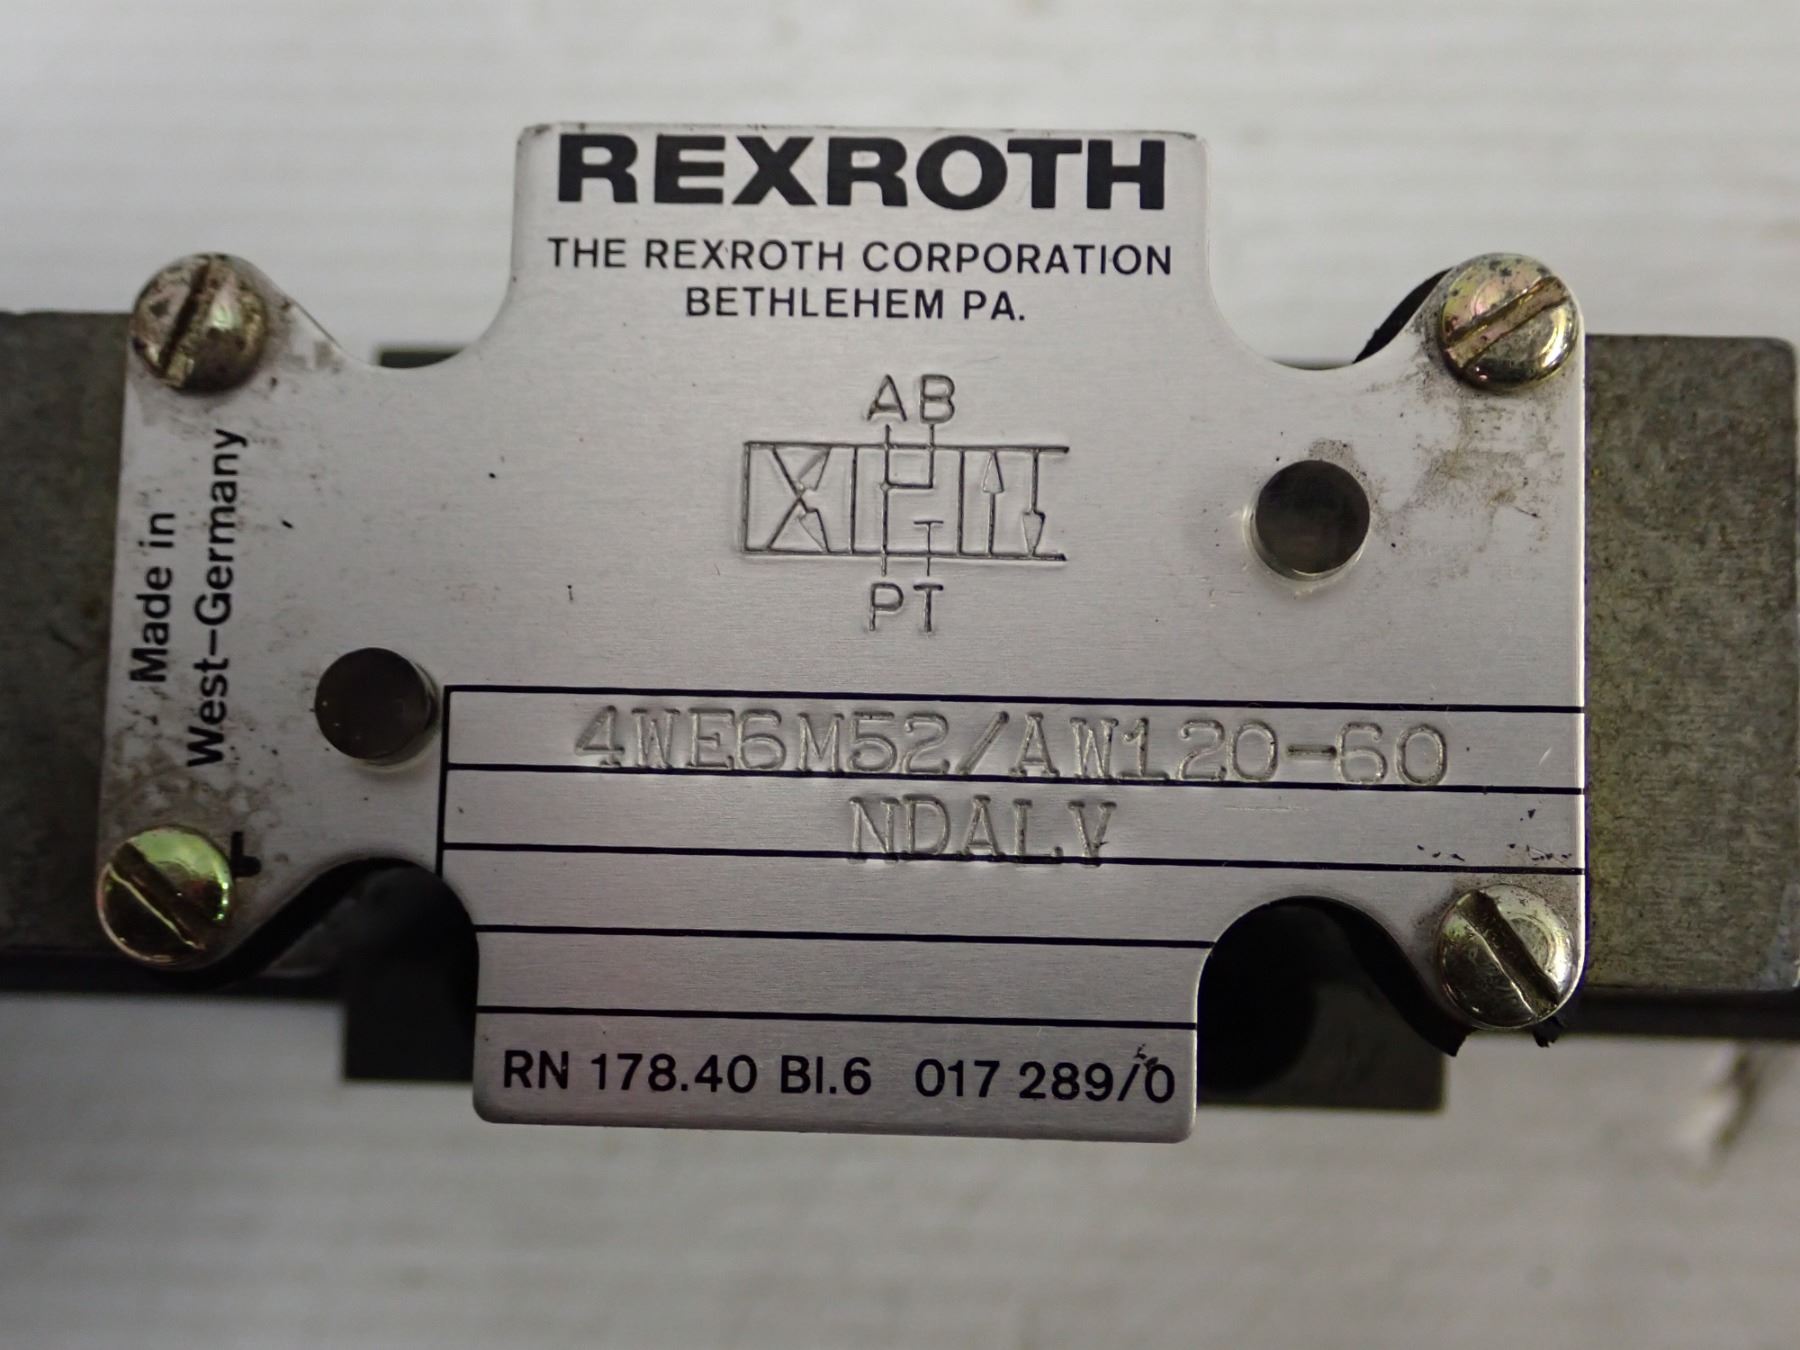 REXROTH
THE REXROTH CORPORATION
BETHLEHEM PA.
AB
PT
Made in
West-Germany
4WE6M52/AW120-60
NDALV
RN 178.40 Bl.6 017 289/0